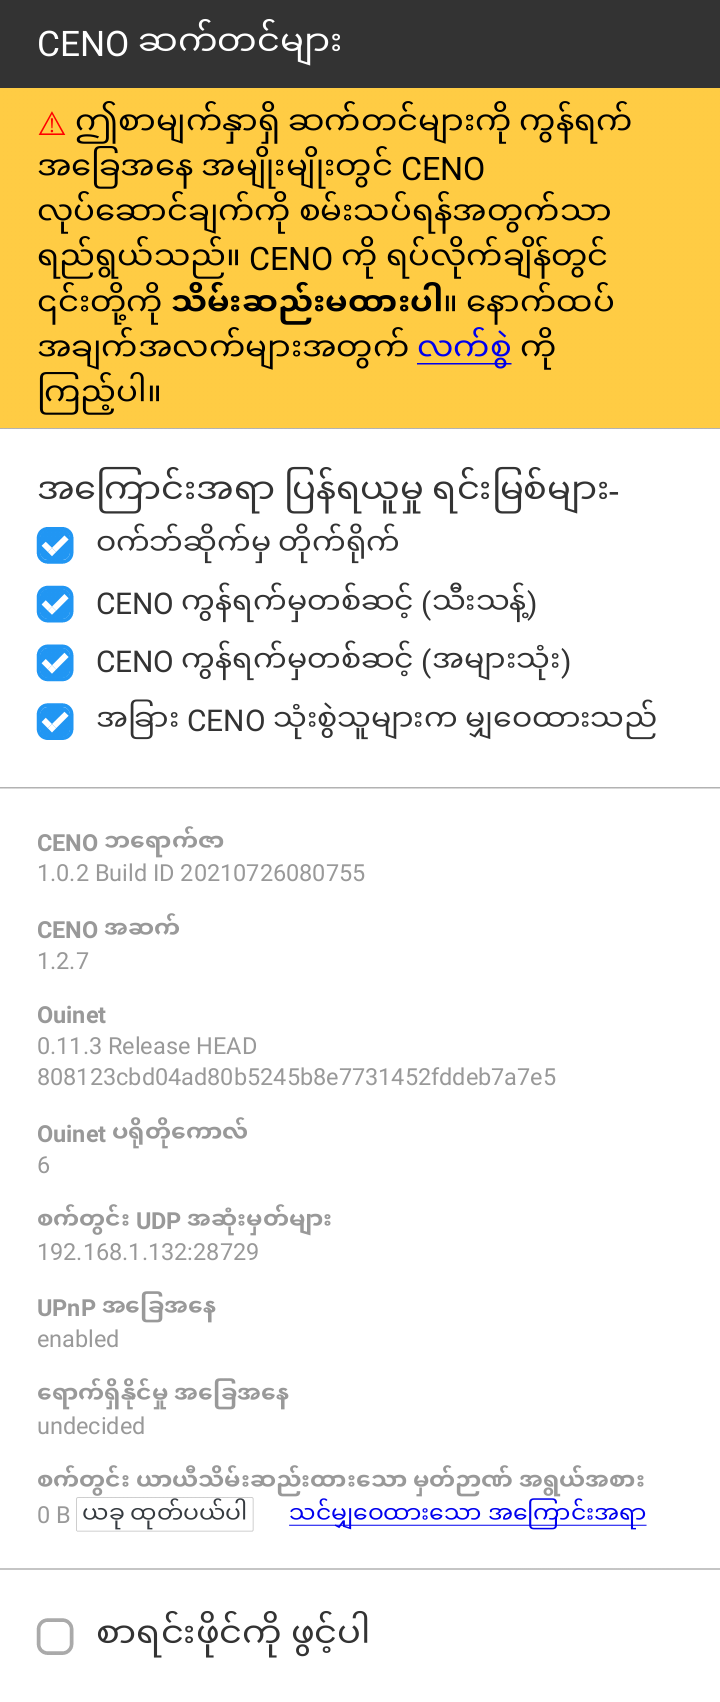 CENO ဆက်တင်များ
⚠ ဤစာမျက်နှာရှိ ဆက်တင်များကို ကွန်ရက်
အခြေအနေ အမျိုးမျိုးတွင် CENO
လုပ်ဆောင်ချက်ကို စမ်းသပ်ရန်အတွက်သာ
ရည်ရွယ်သည်။ CENO ကို ရပ်လိုက်ချိန်တွင်
၎င်းတို့ကို သိမ်းဆည်းမထားပါ။ နောက်ထပ်
အချက်အလက်များအတွက် လက်စွဲ ကို
ကြည့်ပါ။
အကြောင်းအရာ ပြန်ရယူမှု ရင်းမြစ်များ-
ဝက်ဘ်ဆိုက်မှ တိုက်ရိုက်
CENO ကွန်ရက်မှတစ်ဆင့် (သီးသန့်)
CENO ကွန်ရက်မှတစ်ဆင့် (အများသုံး)
အခြား CENO သုံးစွဲသူများက မျှဝေထားသည်
CENO ဘရောက်ဇာ
1.0.2 Build ID 20210726080755
CENO အဆက်
1.2.7
Ouinet
0.11.3 Release HEAD
808123cbd04ad80b5245b8e7731452fddeb7a7e5
Ouinet ပရိုတိုကောလ်
6
စက်တွင်း UDP အဆုံးမှတ်များ
192.168.1.132:28729
UPnP အခြေအနေ
enabled
ရောက်ရှိနိုင်မှု အခြေအနေ
undecided
စက်တွင်း ယာယီသိမ်းဆည်းထားသော မှတ်ဉာဏ် အရွယ်အစား
0 B ယခု ထုတ်ပယ်ပါ သင်မျှဝေထားသော အကြောင်းအရာ
စာရင်းဖိုင်ကို ဖွင့်ပါ